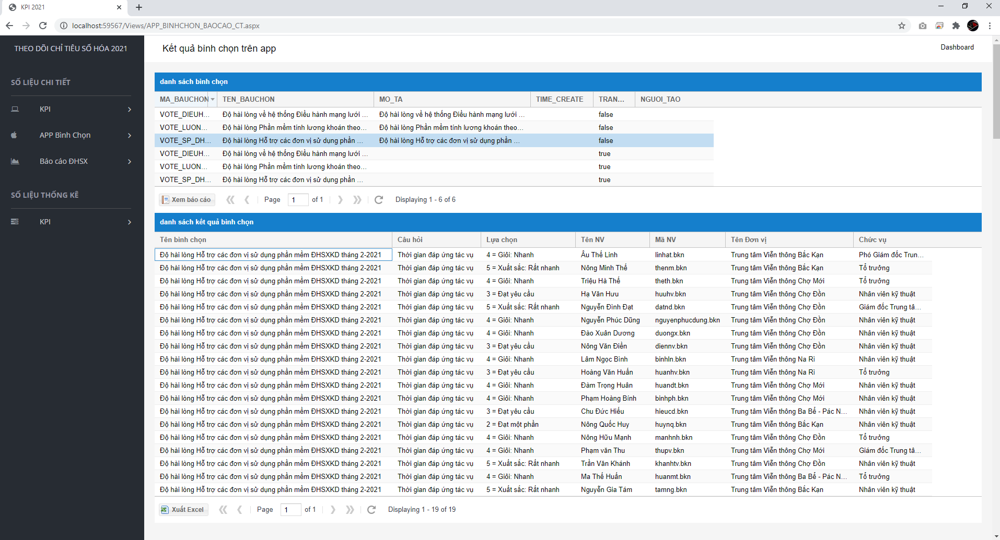 KPI 2021
localhost:59567/Views/APP_BINHCHON_BAOCAO_CT.aspx
THEO DÕI CHỈ TIÊU SỐ HÓA 2021
Kết quả bình chọn trên app
Dashboard
SỐ LIỆU CHI TIẾT
KPI
APP Bình Chọn
Báo cáo ĐHSX
SỐ LIỆU THỐNG KÊ
KPI
danh sách bình chọn
MA_BAUCHON TEN_BAUCHON MO_TA TIME_CREATE TRAN... NGUOI_TAO
VOTE_DIEUH... Độ hài lòng về hệ thống Điều hành mạng lưới ... Độ hài lòng về hệ thống Điều hành mạng lưới ... false
VOTE_LUON... Độ hài lòng Phần mềm tính lương khoán theo... Độ hài lòng Phần mềm tính lương khoán theo... false
VOTE_SP_DH... Độ hài lòng Hỗ trợ các đơn vị sử dụng phần ... Độ hài lòng Hỗ trợ các đơn vị sử dụng phần ... false
VOTE_DIEUH... Độ hài lòng về hệ thống Điều hành mạng lưới ... true
VOTE_LUON... Độ hài lòng Phần mềm tính lương khoán theo... true
VOTE_SP_DH... Độ hài lòng Hỗ trợ các đơn vị sử dụng phần ... true
Xem báo cáo Page 1 of 1 Displaying 1 - 6 of 6
danh sách kết quả bình chọn
Tên bình chọn Câu hỏi Lựa chọn Tên NV Mã NV Tên Đơn vị Chức vụ
Độ hài lòng Hỗ trợ các đơn vị sử dụng phần mềm ĐHSXKD tháng 2-2021 Thời gian đáp ứng tác vụ 4 = Giỏi: Nhanh Âu Thế Linh linhat.bkn Trung tâm Viễn thông Bắc Kạn Phó Giám đốc Trun...
Độ hài lòng Hỗ trợ các đơn vị sử dụng phần mềm ĐHSXKD tháng 2-2021 Thời gian đáp ứng tác vụ 5 = Xuất sắc: Rất nhanh Nông Minh Thế thenm.bkn Trung tâm Viễn thông Bắc Kạn Tổ trưởng
Độ hài lòng Hỗ trợ các đơn vị sử dụng phần mềm ĐHSXKD tháng 2-2021 Thời gian đáp ứng tác vụ 4 = Giỏi: Nhanh Triệu Hà Thế theth.bkn Trung tâm Viễn thông Chợ Mới Tổ trưởng
Độ hài lòng Hỗ trợ các đơn vị sử dụng phần mềm ĐHSXKD tháng 2-2021 Thời gian đáp ứng tác vụ 3 = Đạt yêu cầu Hạ Văn Hưu huuhv.bkn Trung tâm Viễn thông Chợ Đồn Nhân viên kỹ thuật
Độ hài lòng Hỗ trợ các đơn vị sử dụng phần mềm ĐHSXKD tháng 2-2021 Thời gian đáp ứng tác vụ 5 = Xuất sắc: Rất nhanh Nguyễn Đình Đạt datnd.bkn Trung tâm Viễn thông Chợ Đồn Giám đốc Trung tâ...
Độ hài lòng Hỗ trợ các đơn vị sử dụng phần mềm ĐHSXKD tháng 2-2021 Thời gian đáp ứng tác vụ 4 = Giỏi: Nhanh Nguyễn Phúc Dũng nguyenphucdung.bkn Trung tâm Viễn thông Chợ Đồn Nhân viên kỹ thuật
Độ hài lòng Hỗ trợ các đơn vị sử dụng phần mềm ĐHSXKD tháng 2-2021 Thời gian đáp ứng tác vụ 4 = Giỏi: Nhanh Đào Xuân Dương duongx.bkn Trung tâm Viễn thông Chợ Đồn Nhân viên kỹ thuật
Độ hài lòng Hỗ trợ các đơn vị sử dụng phần mềm ĐHSXKD tháng 2-2021 Thời gian đáp ứng tác vụ 3 = Đạt yêu cầu Nông Văn Điền diennv.bkn Trung tâm Viễn thông Chợ Đồn Nhân viên kỹ thuật
Độ hài lòng Hỗ trợ các đơn vị sử dụng phần mềm ĐHSXKD tháng 2-2021 Thời gian đáp ứng tác vụ 4 = Giỏi: Nhanh Lâm Ngọc Bình binhln.bkn Trung tâm Viễn thông Na Rì Nhân viên kỹ thuật
Độ hài lòng Hỗ trợ các đơn vị sử dụng phần mềm ĐHSXKD tháng 2-2021 Thời gian đáp ứng tác vụ 3 = Đạt yêu cầu Hoàng Văn Huấn huanhv.bkn Trung tâm Viễn thông Na Rì Tổ trưởng
Độ hài lòng Hỗ trợ các đơn vị sử dụng phần mềm ĐHSXKD tháng 2-2021 Thời gian đáp ứng tác vụ 4 = Giỏi: Nhanh Đàm Trọng Huân huandt.bkn Trung tâm Viễn thông Chợ Mới Nhân viên kỹ thuật
Độ hài lòng Hỗ trợ các đơn vị sử dụng phần mềm ĐHSXKD tháng 2-2021 Thời gian đáp ứng tác vụ 4 = Giỏi: Nhanh Phạm Hoàng Bính binhph.bkn Trung tâm Viễn thông Chợ Mới Nhân viên kỹ thuật
Độ hài lòng Hỗ trợ các đơn vị sử dụng phần mềm ĐHSXKD tháng 2-2021 Thời gian đáp ứng tác vụ 3 = Đạt yêu cầu Chu Đức Hiếu hieucd.bkn Trung tâm Viễn thông Ba Bể - Pác N... Nhân viên kỹ thuật
Độ hài lòng Hỗ trợ các đơn vị sử dụng phần mềm ĐHSXKD tháng 2-2021 Thời gian đáp ứng tác vụ 2 = Đạt một phần Nông Quốc Huy huynq.bkn Trung tâm Viễn thông Bắc Kạn Nhân viên kỹ thuật
Độ hài lòng Hỗ trợ các đơn vị sử dụng phần mềm ĐHSXKD tháng 2-2021 Thời gian đáp ứng tác vụ 4 = Giỏi: Nhanh Nông Hữu Mạnh manhnh.bkn Trung tâm Viễn thông Chợ Đồn Tổ trưởng
Độ hài lòng Hỗ trợ các đơn vị sử dụng phần mềm ĐHSXKD tháng 2-2021 Thời gian đáp ứng tác vụ 4 = Giỏi: Nhanh Phạm văn Thu thupv.bkn Trung tâm Viễn thông Chợ Mới Giám đốc Trung tâ...
Độ hài lòng Hỗ trợ các đơn vị sử dụng phần mềm ĐHSXKD tháng 2-2021 Thời gian đáp ứng tác vụ 5 = Xuất sắc: Rất nhanh Trần Văn Khánh khanhtv.bkn Trung tâm Viễn thông Chợ Đồn Nhân viên kỹ thuật
Độ hài lòng Hỗ trợ các đơn vị sử dụng phần mềm ĐHSXKD tháng 2-2021 Thời gian đáp ứng tác vụ 4 = Giỏi: Nhanh Ma Thế Huấn huanmt.bkn Trung tâm Viễn thông Ba Bể - Pác N... Tổ trưởng
Độ hài lòng Hỗ trợ các đơn vị sử dụng phần mềm ĐHSXKD tháng 2-2021 Thời gian đáp ứng tác vụ 5 = Xuất sắc: Rất nhanh Nguyễn Gia Tám tamng.bkn Trung tâm Viễn thông Bắc Kạn Nhân viên kỹ thuật
Xuất Excel Page 1 of 1 Displaying 1 - 19 of 19